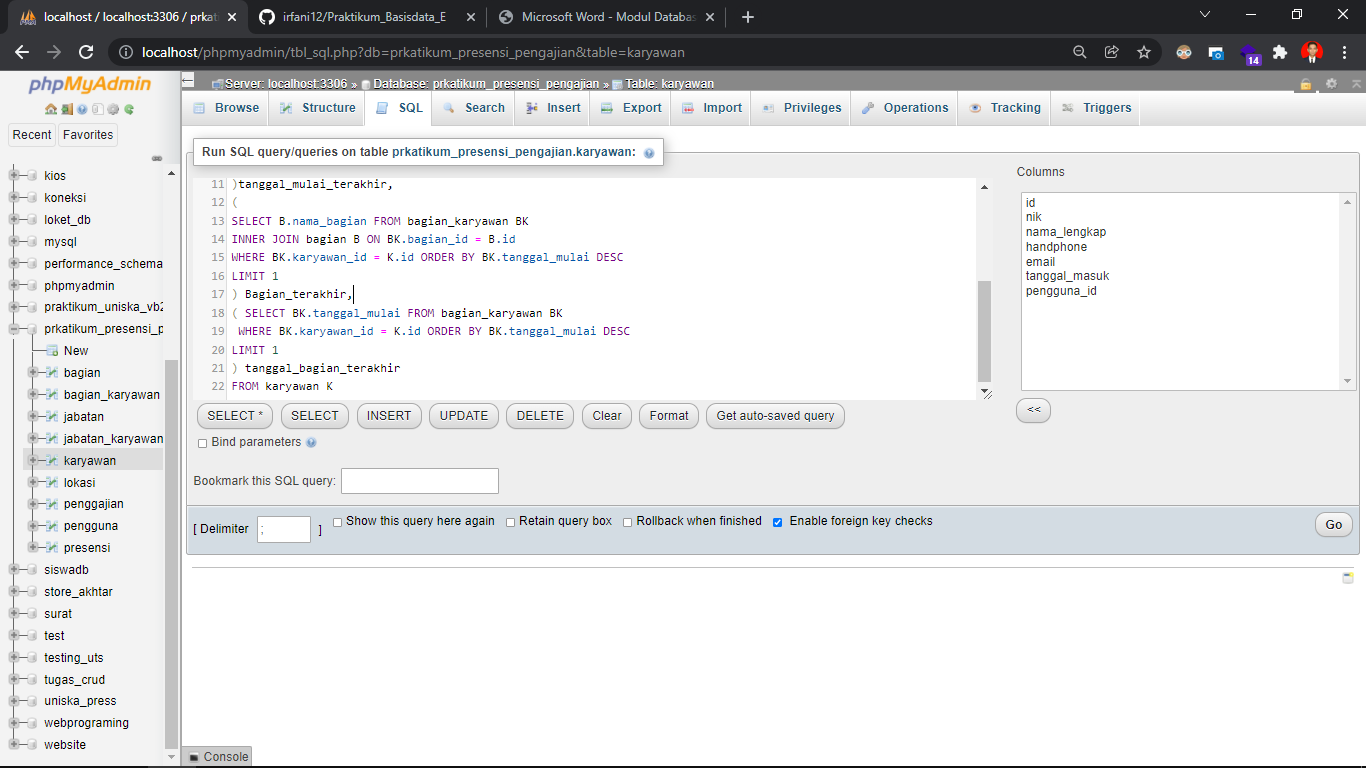 localhost / localhost:3306 / prkat
irfani12/Praktikum_Basisdata_E
Microsoft Word - Modul Databas
localhost/phpmyadmin/tbl_sql.php?db=prkatikum_presensi_pengajian&table=karyawan
14
phpMyAdmin
Recent
Favorites
kios
koneksi
loket_db
mysql
performance_schema
phpmyadmin
praktikum_uniska_vb2
prkatikum_presensi_p
New
bagian
bagian_karyawan
jabatan
jabatan_karyawan
karyawan
lokasi
penggajian
pengguna
presensi
siswadb
store_akhtar
surat
test
testing_uts
tugas_crud
uniska_press
webprograming
website
Server: localhost:3306 » Database: prkatikum_presensi_pengajian » Table: karyawan
Browse
Structure
SQL
Search
Insert
Export
Import
Privileges
Operations
Tracking
Triggers
Run SQL query/queries on table prkatikum_presensi_pengajian.karyawan:
11 )tanggal_mulai_terakhir,
12 (
13 SELECT B.nama_bagian FROM bagian_karyawan BK
14 INNER JOIN bagian B ON BK.bagian_id = B.id
15 WHERE BK.karyawan_id = K.id ORDER BY BK.tanggal_mulai DESC
16 LIMIT 1
17 ) Bagian_terakhir,
18 ( SELECT BK.tanggal_mulai FROM bagian_karyawan BK
19 WHERE BK.karyawan_id = K.id ORDER BY BK.tanggal_mulai DESC
20 LIMIT 1
21 ) tanggal_bagian_terakhir
22 FROM karyawan K
Columns
id
nik
nama_lengkap
handphone
email
tanggal_masuk
pengguna_id
<<
SELECT *
SELECT
INSERT
UPDATE
DELETE
Clear
Format
Get auto-saved query
Bind parameters
Bookmark this SQL query:
[ Delimiter ; ]
Show this query here again
Retain query box
Rollback when finished
Enable foreign key checks
Go
Console